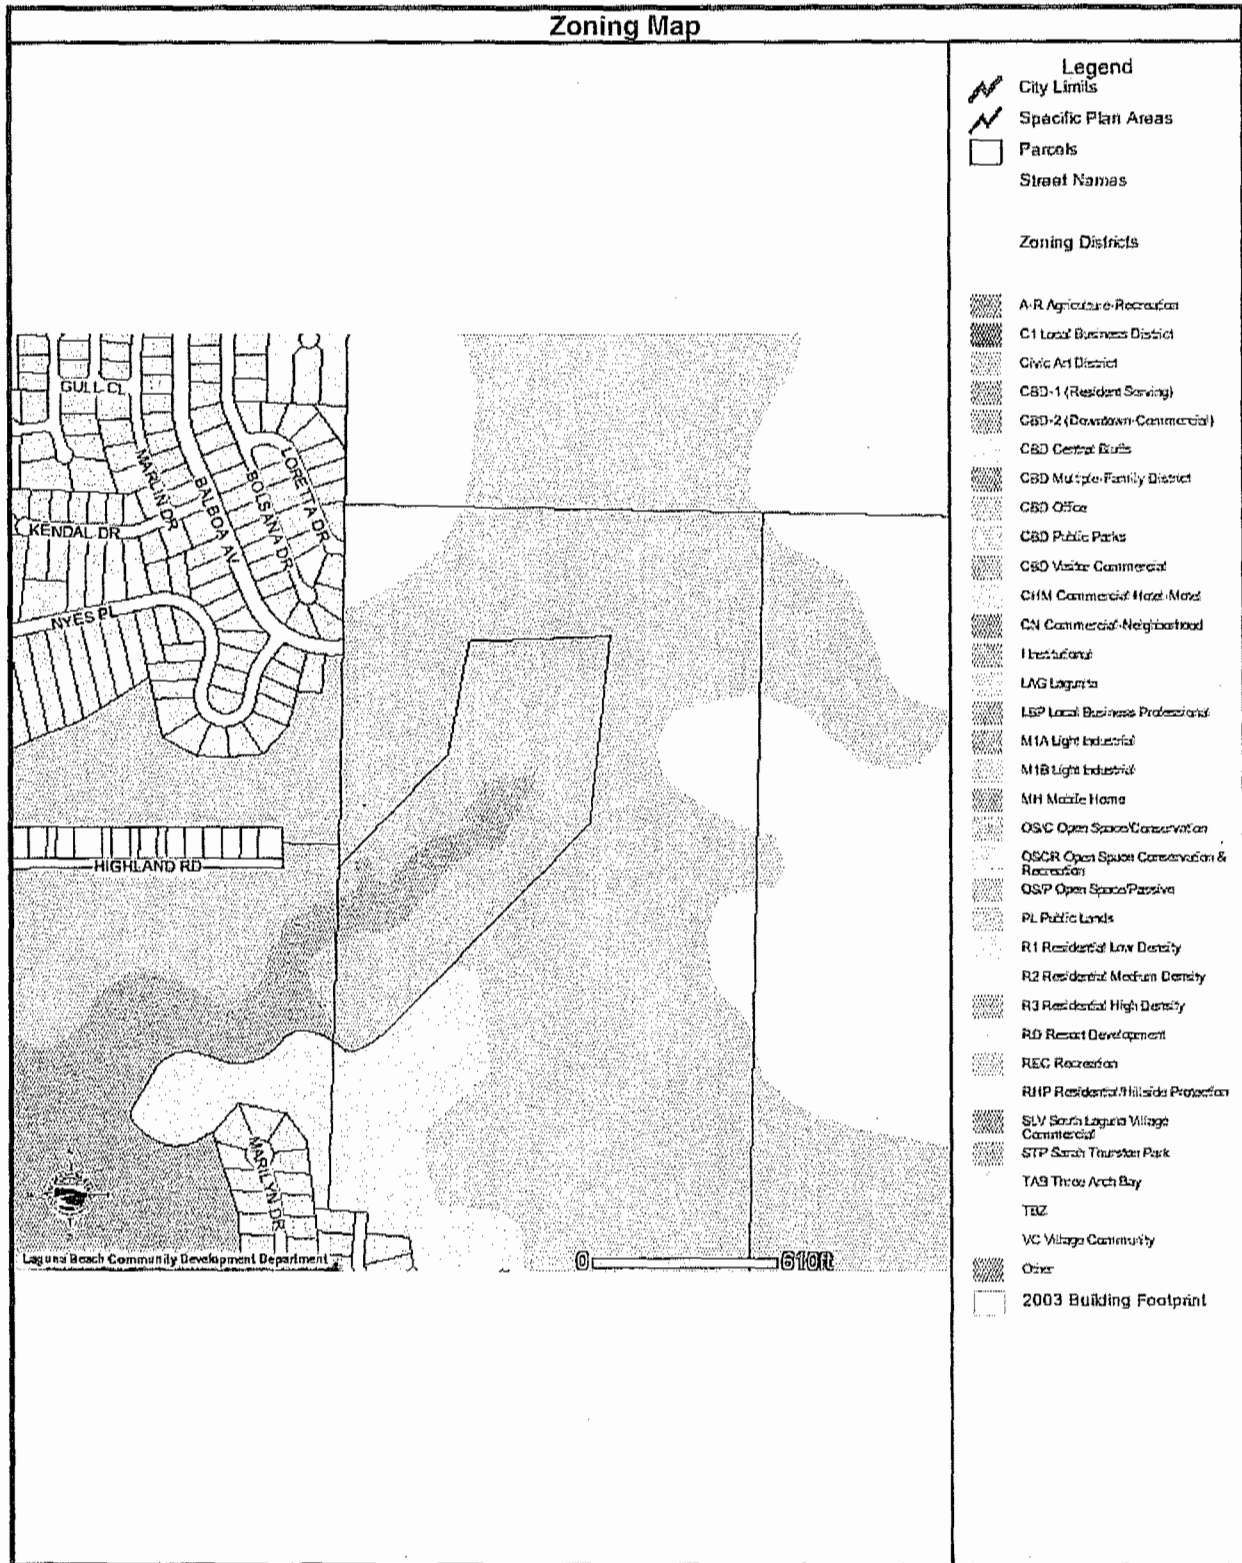 Zoning Map
Legend
City Limits
Specific Plan Areas
Parcels
Street Names
Zoning Districts
A-R Agriculture-Recreation
C1 Local Business District
Civic Art District
CBD-1 (Resident Serving)
CBD-2 (Downtown-Commercial)
CBD Central Bluffs
CBD Multiple-Family District
CBD Office
CBD Public Parks
CBD Visitor Commercial
CHM Commercial Hotel-Motel
CN Commercial-Neighborhood
I Institutional
LAG Lagunita
LBP Local Business Professional
M1A Light Industrial
M1B Light Industrial
MH Mobile Home
OS/C Open Space/Conservation
OSCR Open Space Conservation &
Recreation
OS/P Open Space/Passive
PL Public Lands
R1 Residential Low Density
R2 Residential Medium Density
R3 Residential High Density
RD Resort Development
REC Recreation
RHP Residential/Hillside Protection
SLV South Laguna Village
Commercial
STP Sarah Thurston Park
TAB Three Arch Bay
TBZ
VC Village Community
Other
2003 Building Footprint
GULL CL
MARLIN DR
BALBOA AV
BOLSANA DR
LORETTA DR
KENDAL DR
NYES PL
HIGHLAND RD
MARILYN DR
Laguna Beach Community Development Department
0 610ft